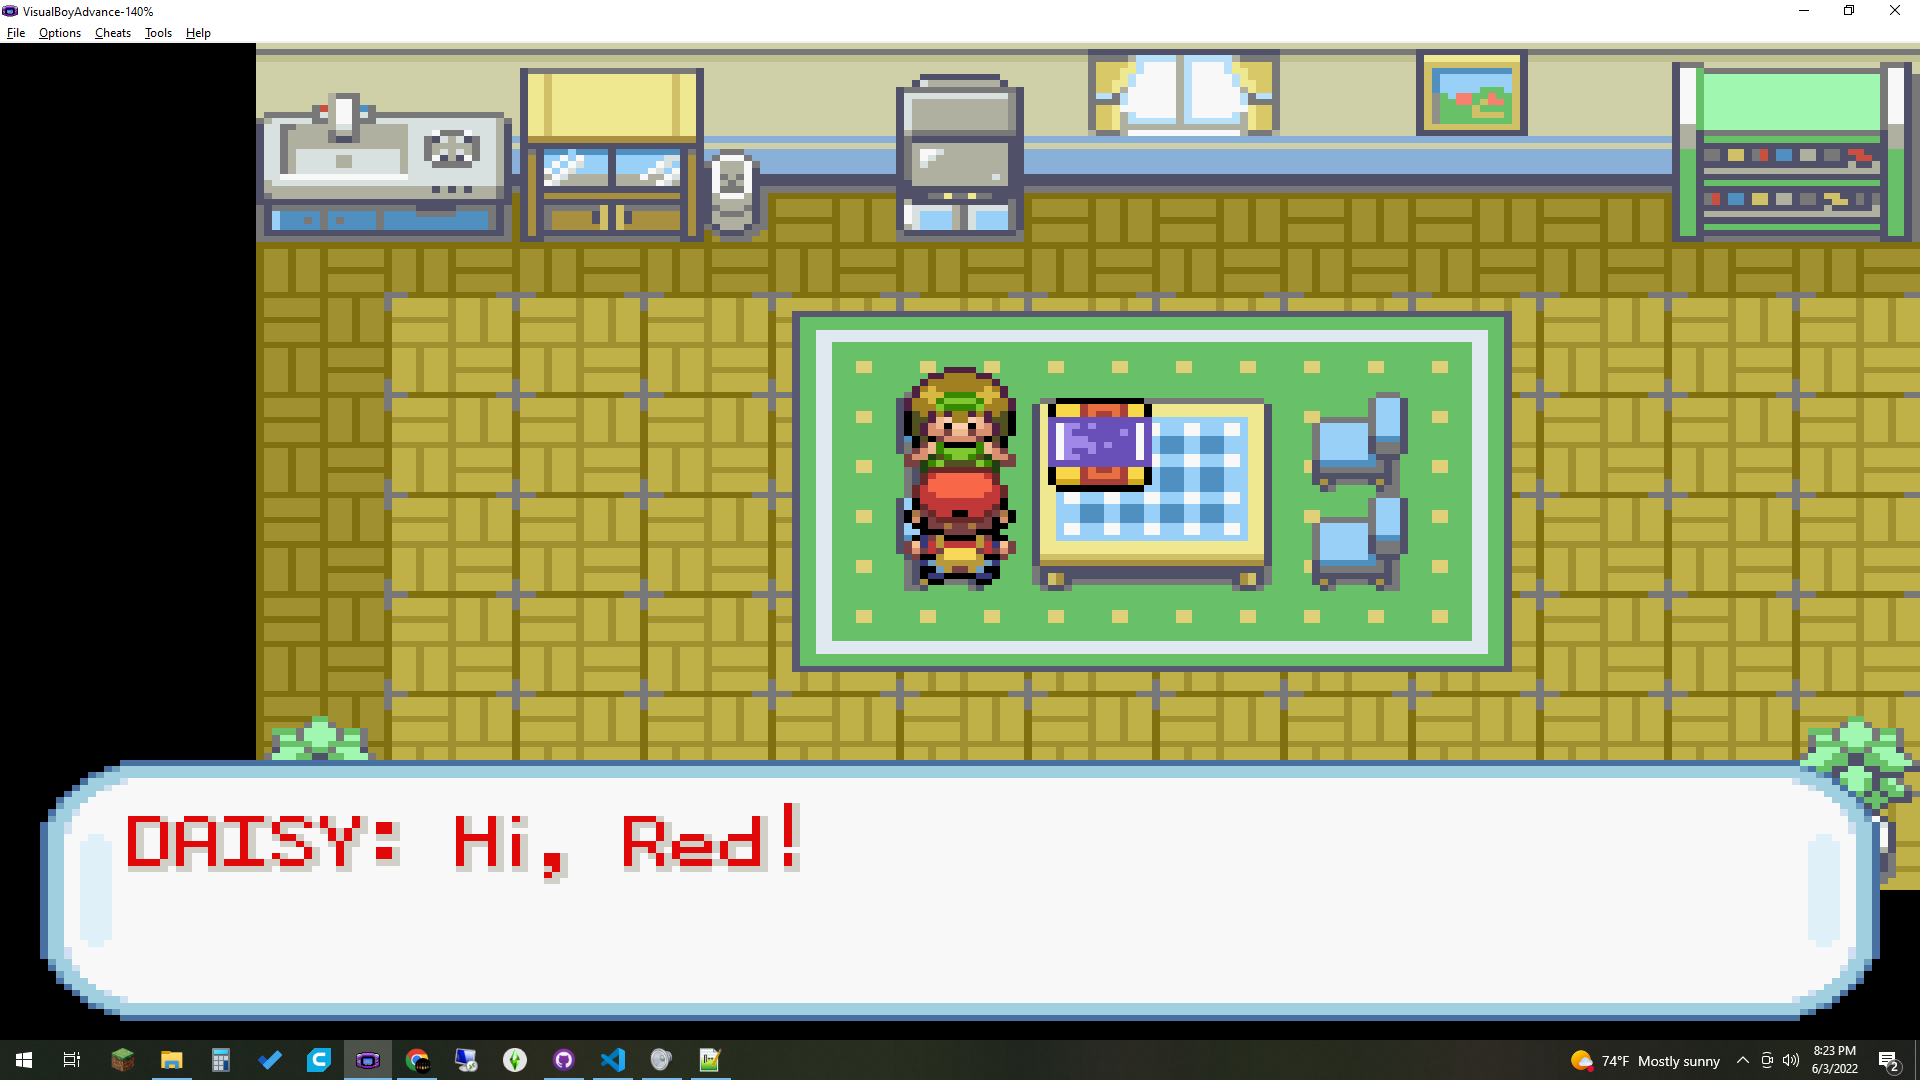 VisualBoyAdvance-140%
File Options Cheats Tools Help
DAISY: Hi, Red!
74°F Mostly sunny
8:23 PM
6/3/2022
2